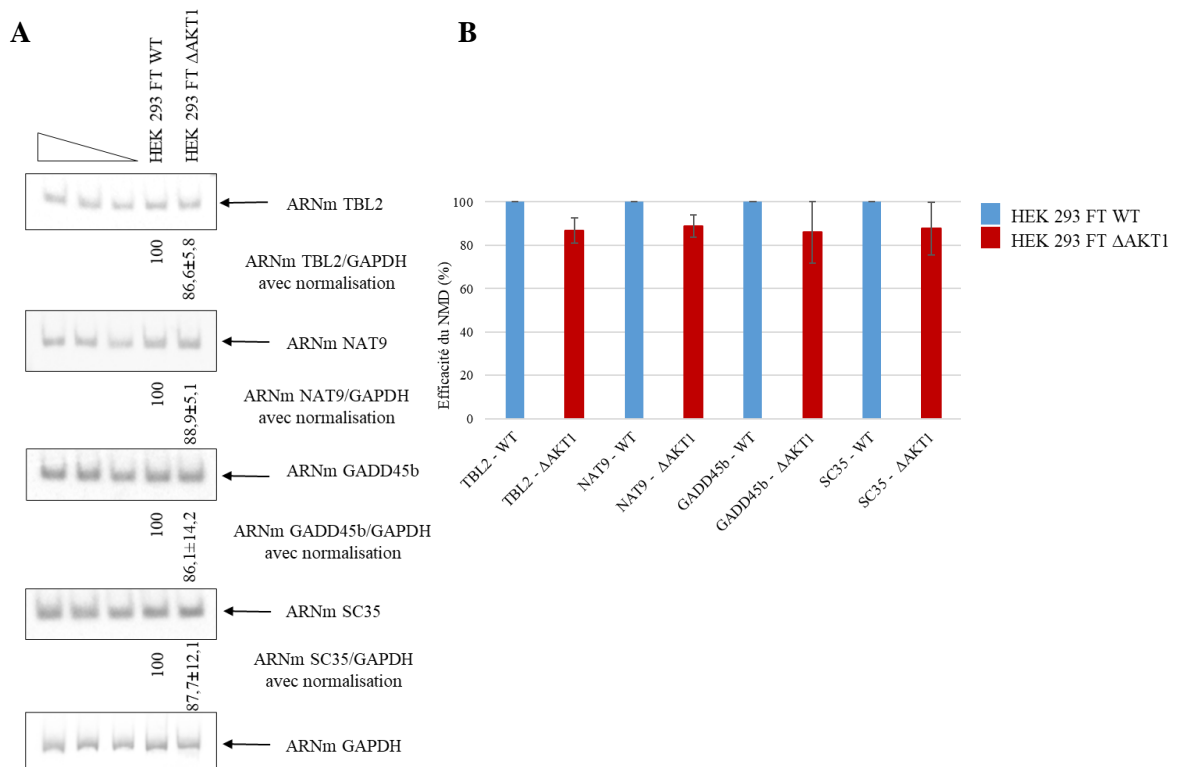 A
HEK 293 FT WT
HEK 293 FT ΔAKT1
ARNm TBL2
100
86,6±5,8
ARNm TBL2/GAPDH
avec normalisation
ARNm NAT9
100
88,9±5,1
ARNm NAT9/GAPDH
avec normalisation
ARNm GADD45b
100
86,1±14,2
ARNm GADD45b/GAPDH
avec normalisation
ARNm SC35
100
87,7±12,1
ARNm SC35/GAPDH
avec normalisation
ARNm GAPDH
B
Efficacité du NMD (%)
100
80
60
40
20
0
TBL2 - WT
TBL2 - ΔAKT1
NAT9 - WT
NAT9 - ΔAKT1
GADD45b - WT
GADD45b - ΔAKT1
SC35 - WT
SC35 - ΔAKT1
HEK 293 FT WT
HEK 293 FT ΔAKT1